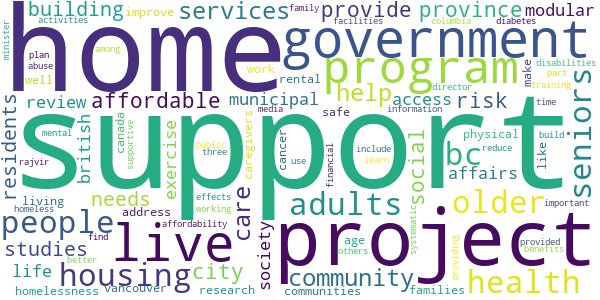 activities improve family
building services provide province modular
minister facilities columbia diabetes
home government
among disabilities
plan program make part
abuse training
well work rental director
residents review affordable municipal help access risk seniors
media information time
british canada supportive support exercise safe caregivers cancer social physical like build
mental public bc
rajvir three use include learn financial reduce
living needs effects care affairs
homeless working adults older important
people address live affordability society project systematic provided
studies find age others providing benefits
better housing city community health
life
homelessness vancouver research communities families